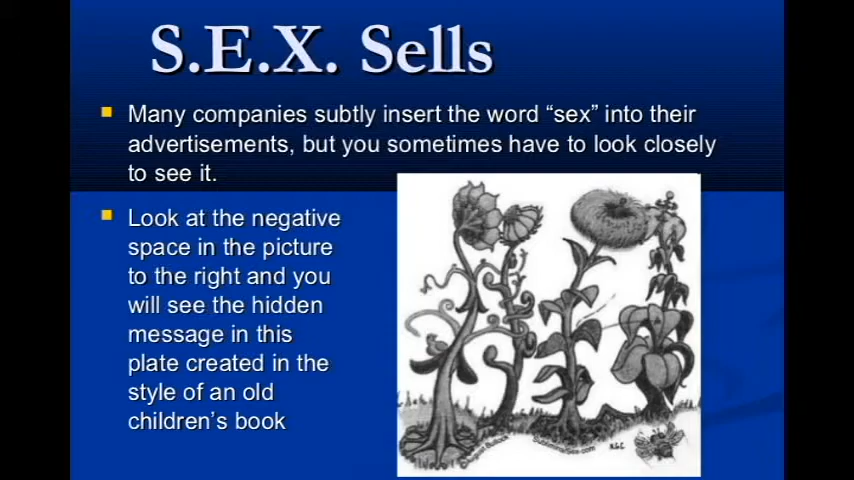 S.E.X. Sells
Many companies subtly insert the word “sex” into their
advertisements, but you sometimes have to look closely
to see it.
Look at the negative
space in the picture
to the right and you
will see the hidden
message in this
plate created in the
style of an old
children’s book